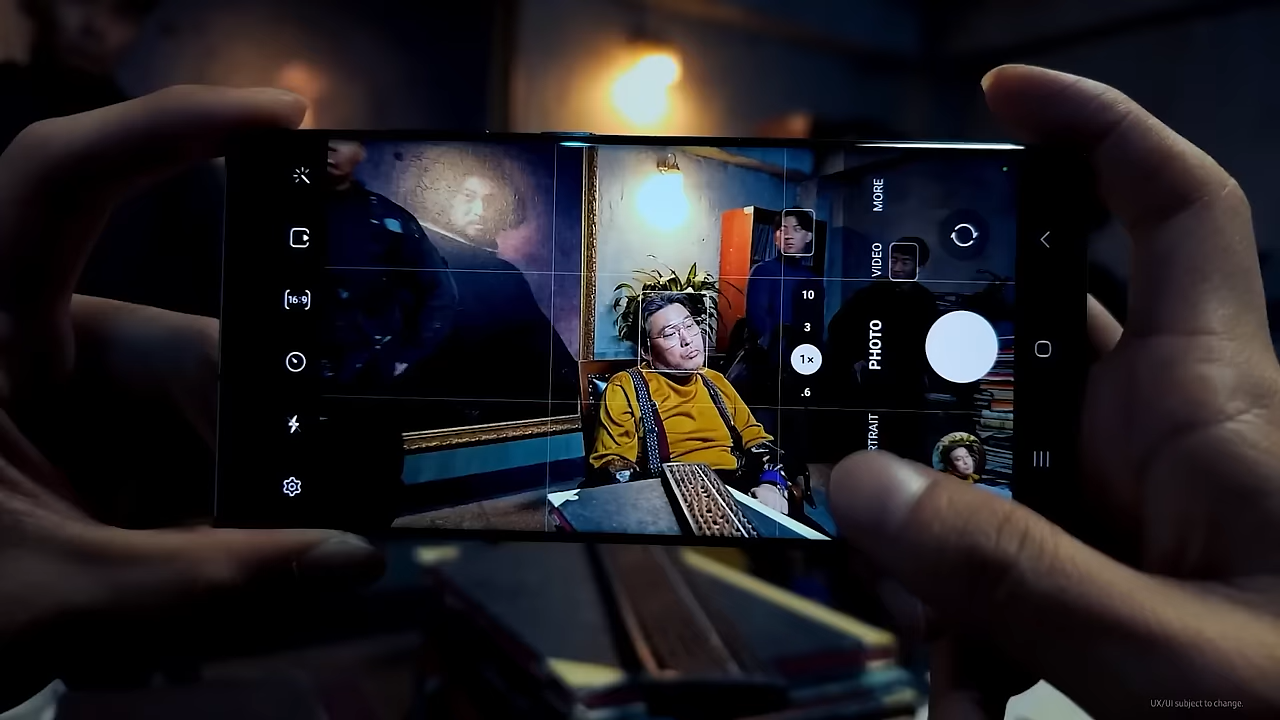 16:9
10
3
1×
.6
MORE
VIDEO
PHOTO
RTRAIT
UX/UI subject to change.